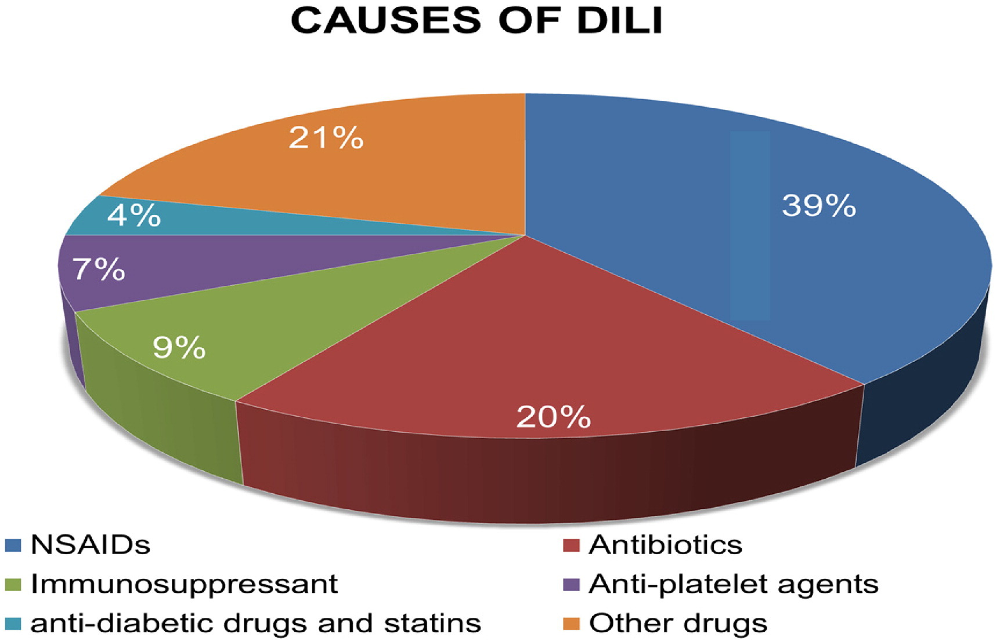 CAUSES OF DILI
21%
39%
4%
7%
9%
20%
NSAIDs
Antibiotics
Immunosuppressant
Anti-platelet agents
anti-diabetic drugs and statins
Other drugs